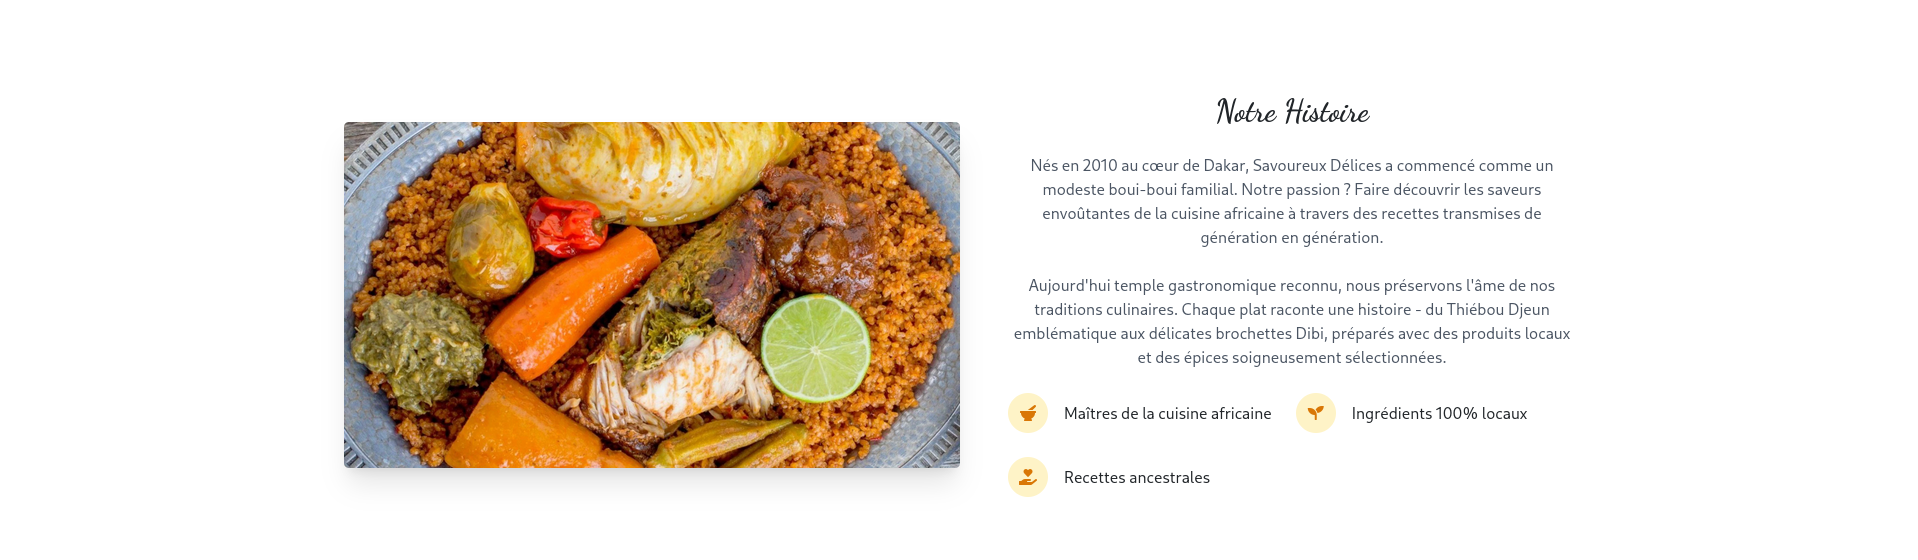 Notre Histoire
Nés en 2010 au cœur de Dakar, Savoureux Délices a commencé comme un
modeste boui-boui familial. Notre passion ? Faire découvrir les saveurs
envoûtantes de la cuisine africaine à travers des recettes transmises de
génération en génération.
Aujourd'hui temple gastronomique reconnu, nous préservons l'âme de nos
traditions culinaires. Chaque plat raconte une histoire - du Thiébou Djeun
emblématique aux délicates brochettes Dibi, préparés avec des produits locaux
et des épices soigneusement sélectionnées.
Maîtres de la cuisine africaine
Ingrédients 100% locaux
Recettes ancestrales